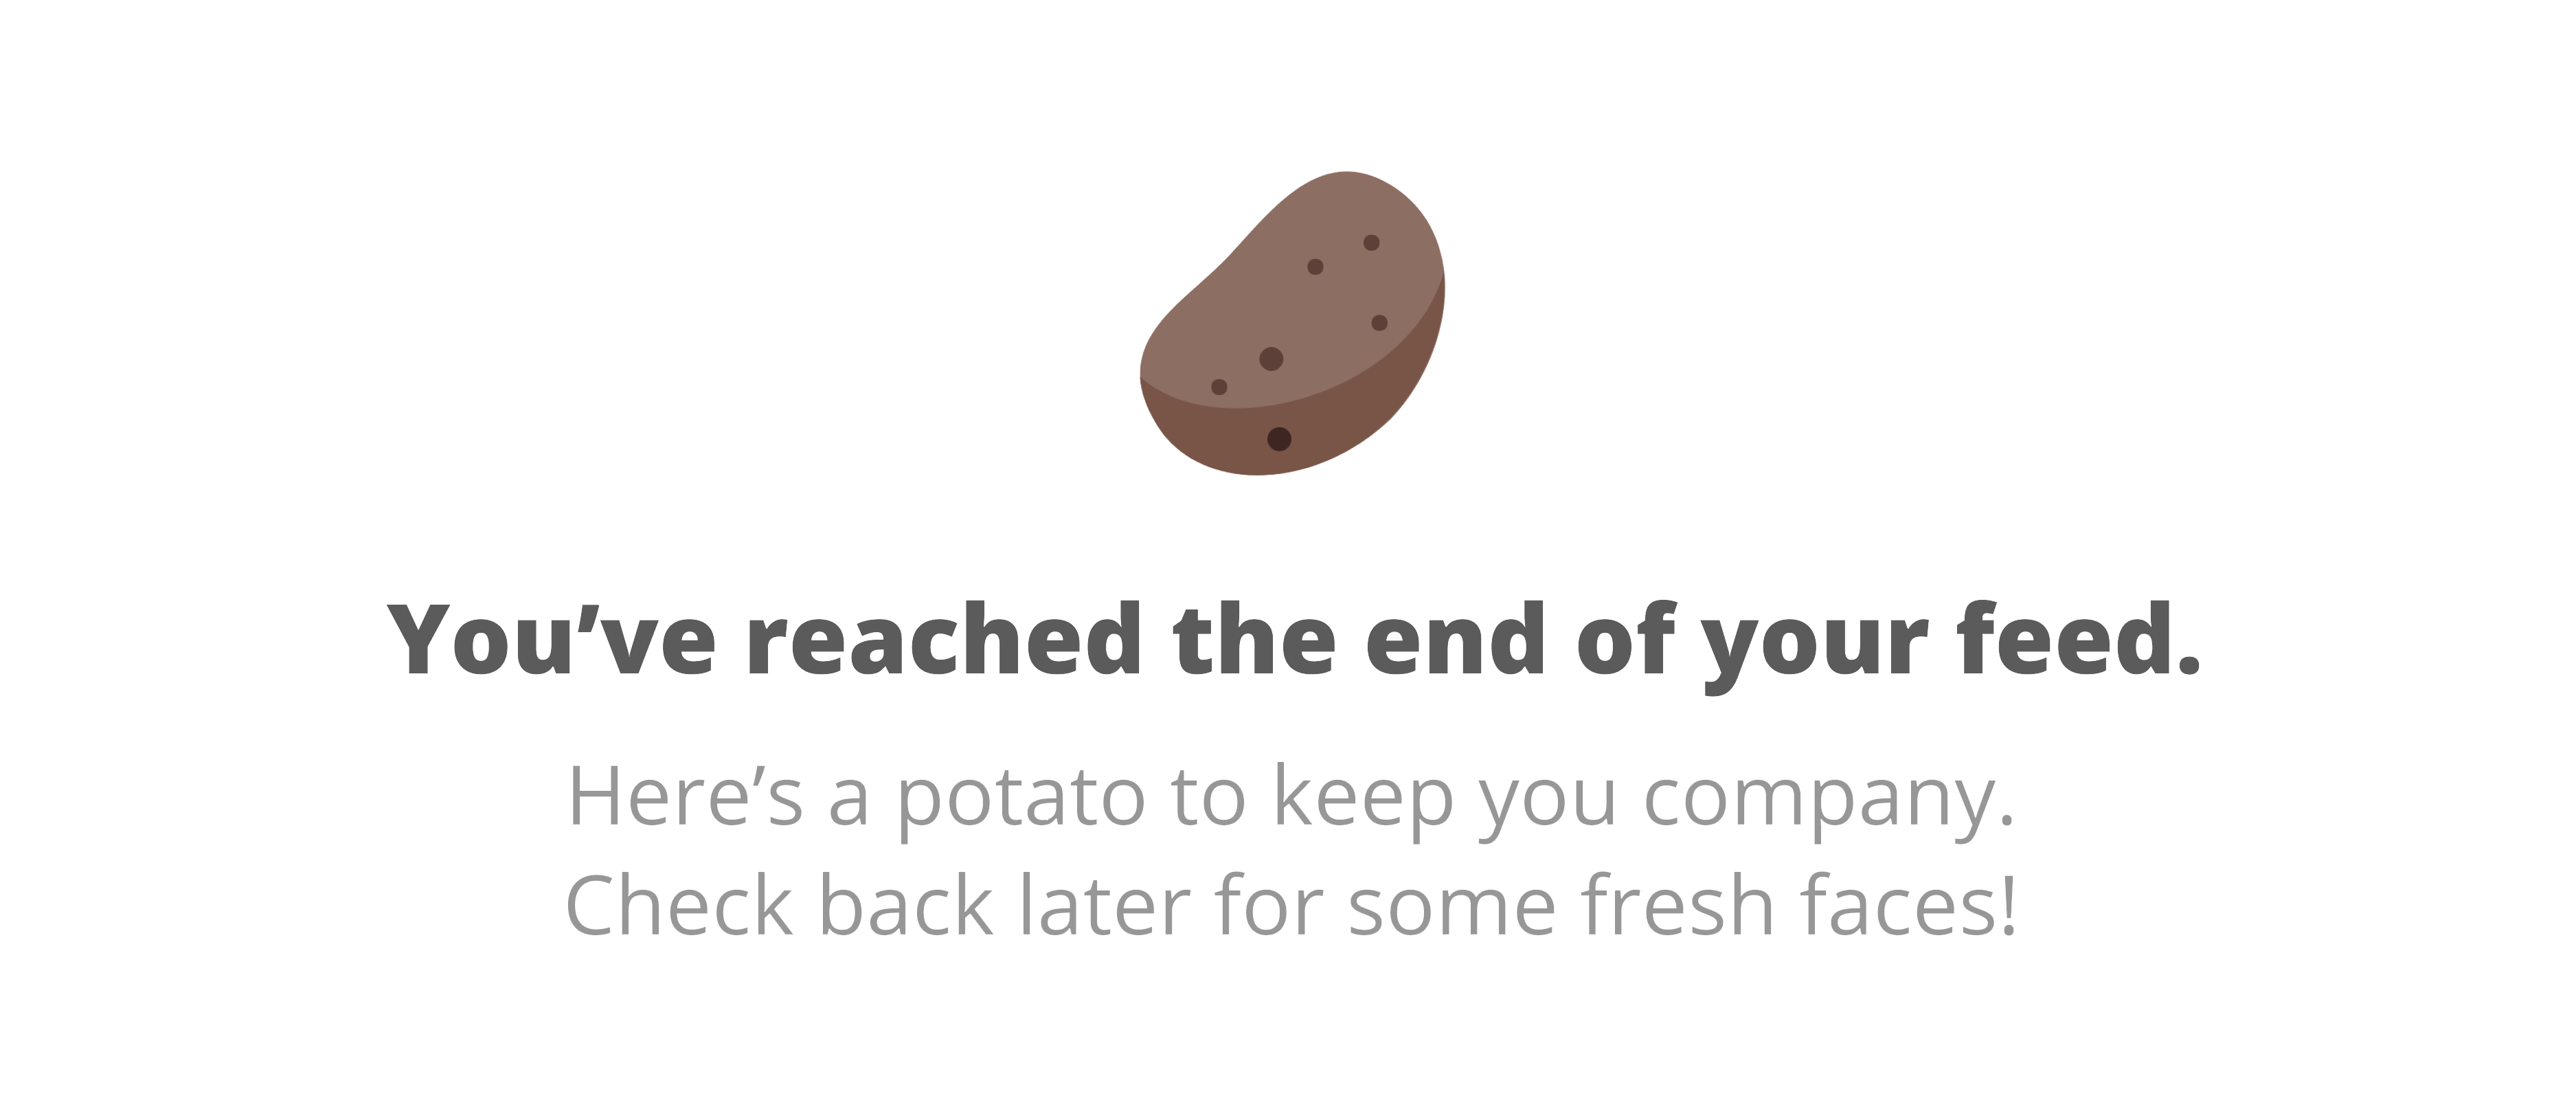 You’ve reached the end of your feed.
Here’s a potato to keep you company.
Check back later for some fresh faces!